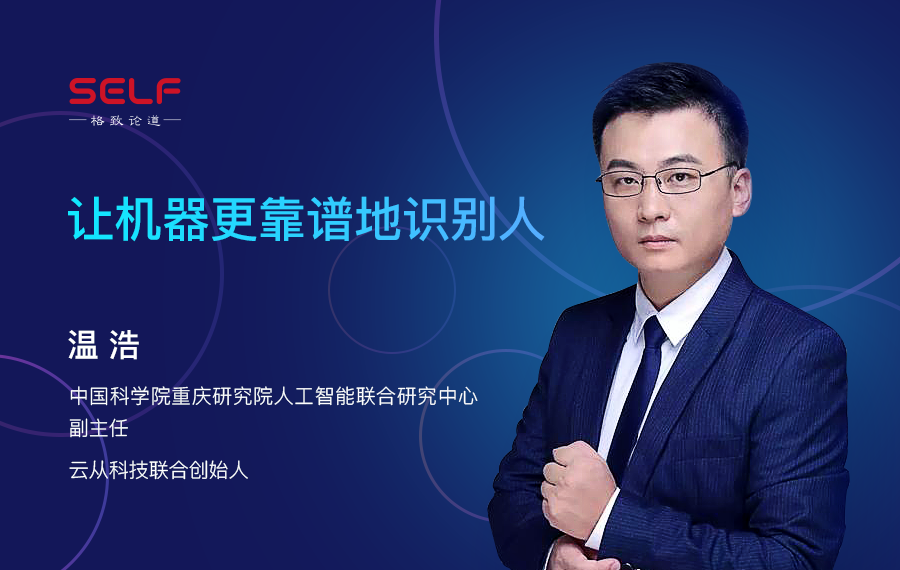 SELF
格致论道
让机器更靠谱地识别人
温浩
中国科学院重庆研究院人工智能联合研究中心
副主任
云从科技联合创始人